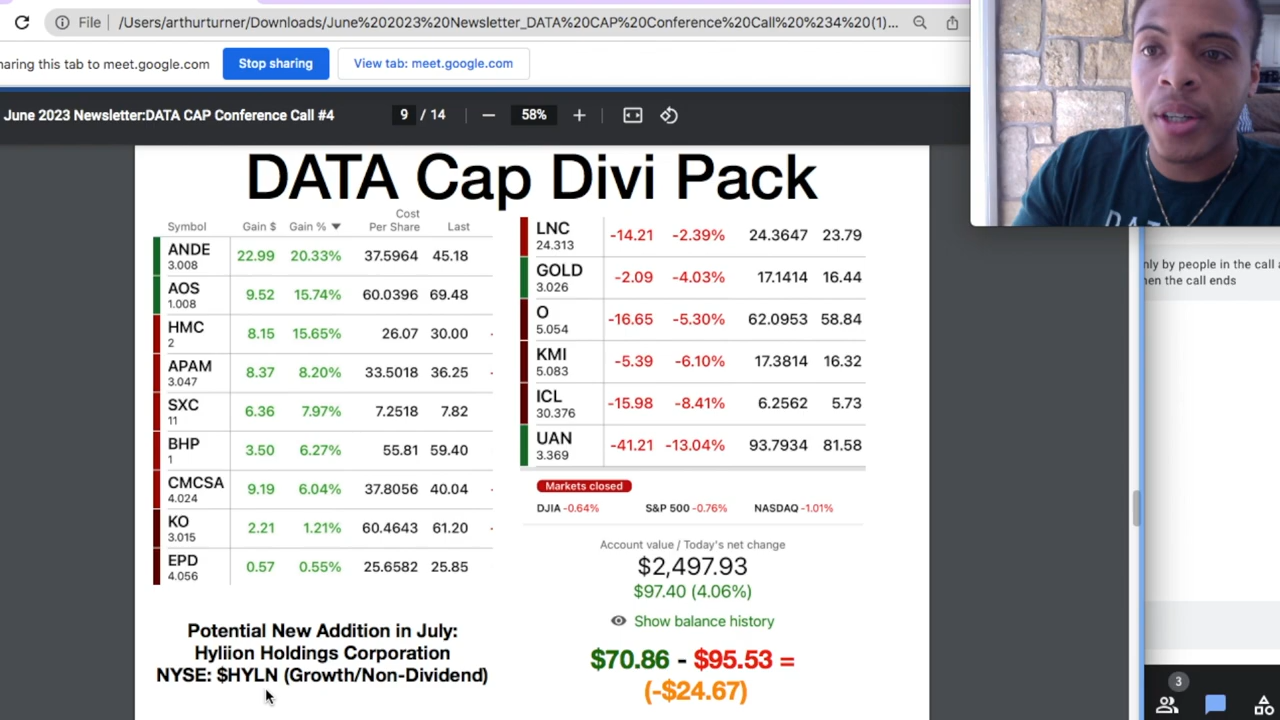 File /Users/arthurturner/Downloads/June%202023%20Newsletter_DATA%20CAP%20Conference%20Call%20%234%20(1)...
haring this tab to meet.google.com Stop sharing View tab: meet.google.com
June 2023 Newsletter:DATA CAP Conference Call #4 9 / 14 — 58% +
DATA Cap Divi Pack
Symbol Gain $ Gain % ▼ Cost Per Share Last
ANDE 22.99 20.33% 37.5964 45.18
3.008
AOS 9.52 15.74% 60.0396 69.48
1.008
HMC 8.15 15.65% 26.07 30.00
2
APAM 8.37 8.20% 33.5018 36.25
3.047
SXC 6.36 7.97% 7.2518 7.82
11
BHP 3.50 6.27% 55.81 59.40
1
CMCSA 9.19 6.04% 37.8056 40.04
4.024
KO 2.21 1.21% 60.4643 61.20
3.015
EPD 0.57 0.55% 25.6582 25.85
4.056
LNC -14.21 -2.39% 24.3647 23.79
24.313
GOLD -2.09 -4.03% 17.1414 16.44
3.026
O -16.65 -5.30% 62.0953 58.84
5.054
KMI -5.39 -6.10% 17.3814 16.32
5.083
ICL -15.98 -8.41% 6.2562 5.73
30.376
UAN -41.21 -13.04% 93.7934 81.58
3.369
Markets closed
DJIA -0.64% S&P 500 -0.76% NASDAQ -1.01%
Account value / Today's net change
$2,497.93
$97.40 (4.06%)
Show balance history
$70.86 - $95.53 =
(-$24.67)
Potential New Addition in July:
Hyliion Holdings Corporation
NYSE: $HYLN (Growth/Non-Dividend)
nly by people in the call a
hen the call ends
3